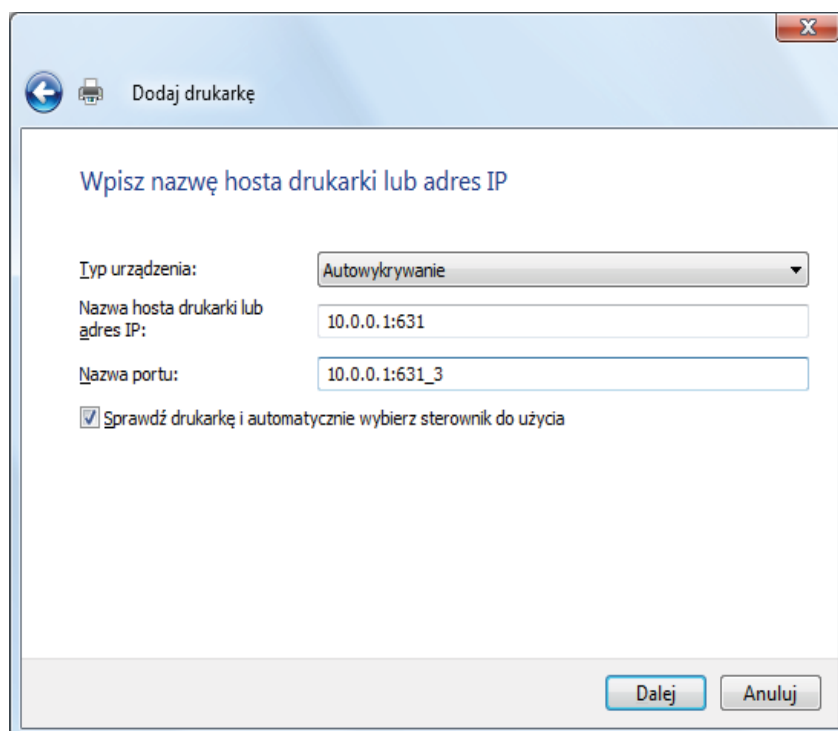 Dodaj drukarkę
Wpisz nazwę hosta drukarki lub adres IP
Typ urządzenia:
Autowykrywanie
Nazwa hosta drukarki lub
adres IP:
10.0.0.1:631
Nazwa portu:
10.0.0.1:631_3
Sprawdź drukarkę i automatycznie wybierz sterownik do użycia
Dalej
Anuluj